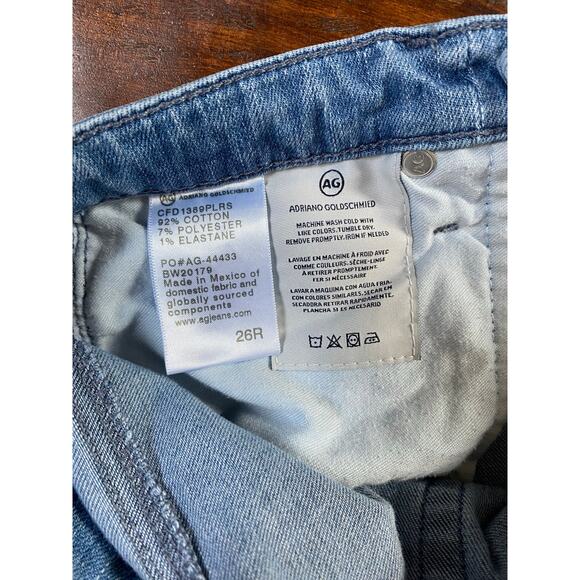 AG ADRIANO GOLDSCHMIED
CFD1389PLRS
92% COTTON
7% POLYESTER
1% ELASTANE
PO#AG-44433
BW20179
Made in Mexico of
domestic fabric and
globally sourced
components
www.agjeans.com
26R
AG
ADRIANO GOLDSCHMIED
MACHINE WASH COLD WITH
LIKE COLORS. TUMBLE DRY.
REMOVE PROMPTLY. IRON IF NEEDED
LAVAGE EN MACHINE À FROID AVEC
COMME COULEURS. SÈCHE-LINGE
À RETIRER PROMPTEMENT.
FER SI NÉCESSAIRE
LAVAR A MAQUINA CON AGUA FRIA.
CON COLORES SIMILARES. SECAR EN
SECADORA RETIRAR RAPIDAMENTE.
PLANCHA SI ES NECESARIO
AG